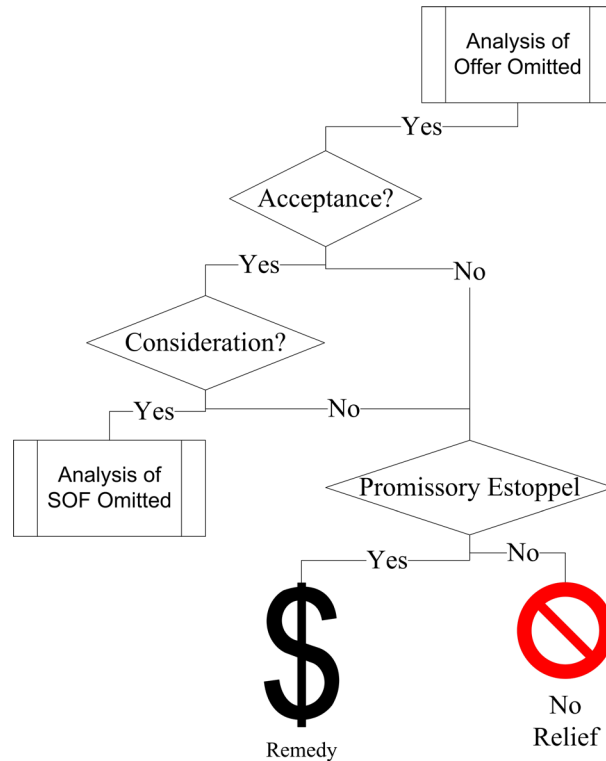 Analysis of
Offer Omitted
Yes
Acceptance?
Yes
No
Consideration?
Yes
No
Analysis of
SOF Omitted
Promissory Estoppel
Yes
No
$
Remedy
No
Relief